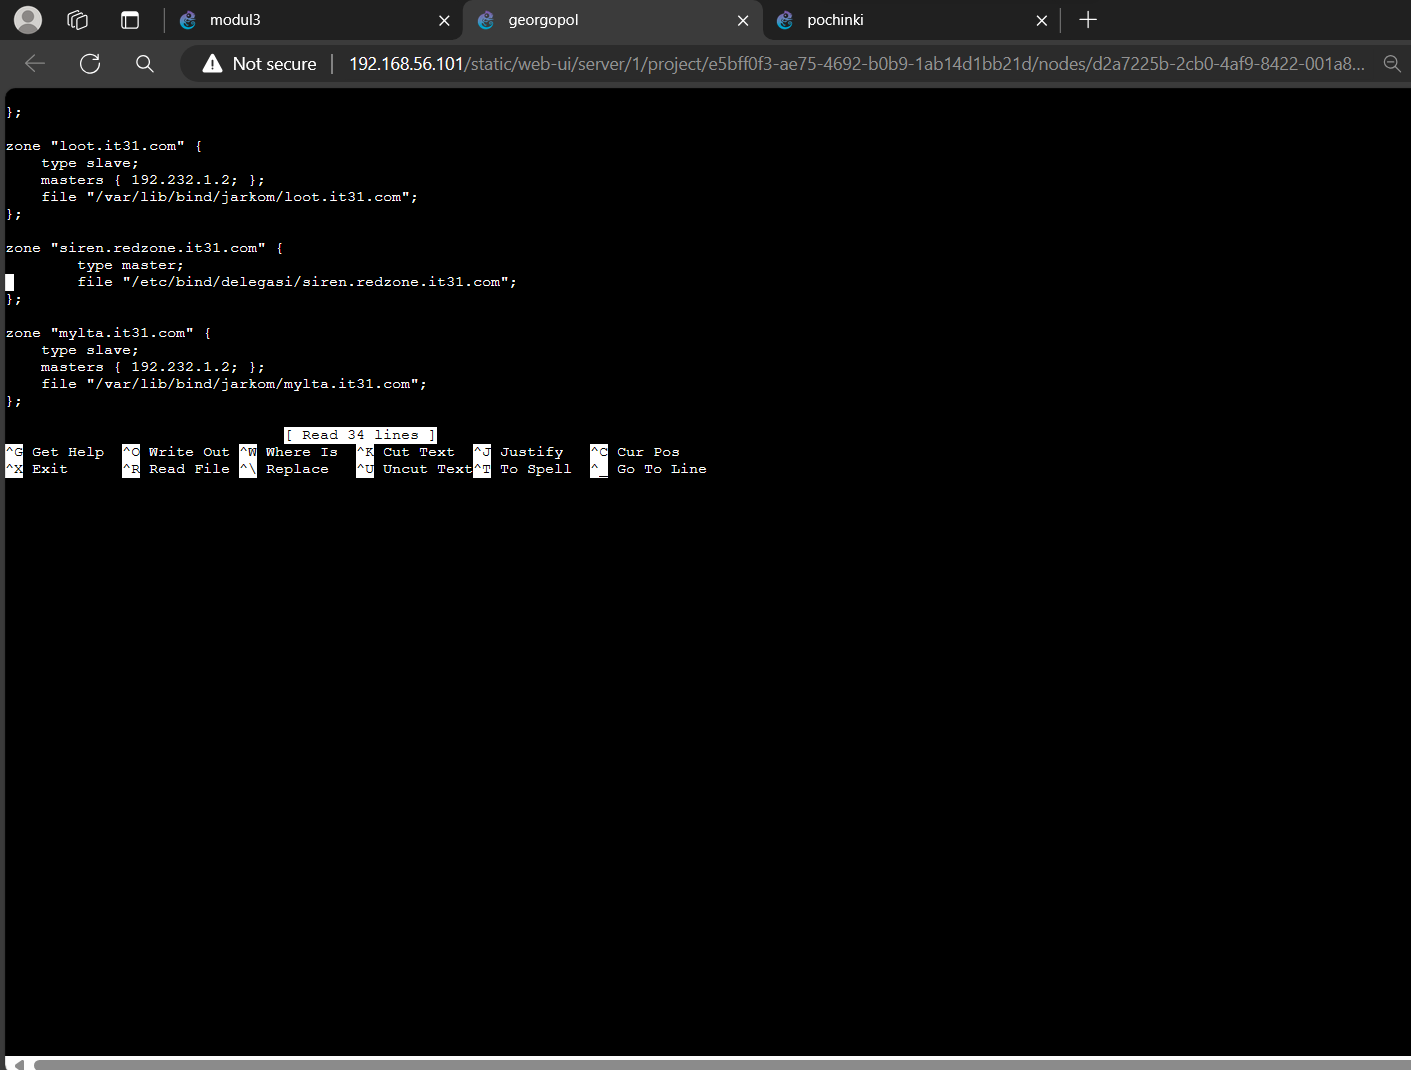 modul3
georgopol
pochinki
Not secure
192.168.56.101/static/web-ui/server/1/project/e5bff0f3-ae75-4692-b0b9-1ab14d1bb21d/nodes/d2a7225b-2cb0-4af9-8422-001a8...
};
zone "loot.it31.com" {
type slave;
masters { 192.232.1.2; };
file "/var/lib/bind/jarkom/loot.it31.com";
};
zone "siren.redzone.it31.com" {
type master;
file "/etc/bind/delegasi/siren.redzone.it31.com";
};
zone "mylta.it31.com" {
type slave;
masters { 192.232.1.2; };
file "/var/lib/bind/jarkom/mylta.it31.com";
};
[ Read 34 lines ]
^G Get Help ^O Write Out ^W Where Is ^K Cut Text ^J Justify ^C Cur Pos
^X Exit ^R Read File ^\ Replace ^U Uncut Text ^T To Spell ^_ Go To Line